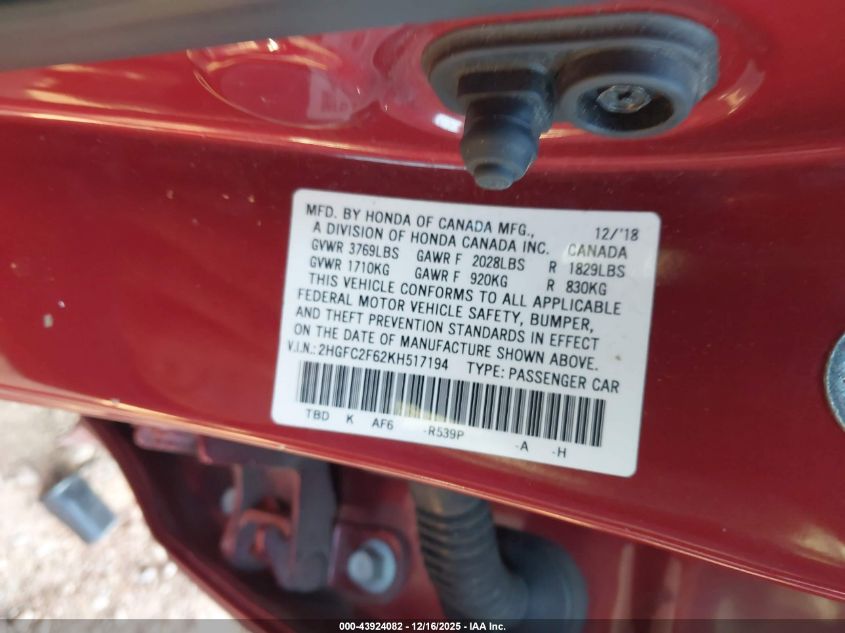 MFD. BY HONDA OF CANADA MFG., 12/'18
A DIVISION OF HONDA CANADA INC. CANADA
GVWR 3769LBS GAWR F 2028LBS R 1829LBS
GVWR 1710KG GAWR F 920KG R 830KG
THIS VEHICLE CONFORMS TO ALL APPLICABLE
FEDERAL MOTOR VEHICLE SAFETY, BUMPER,
AND THEFT PREVENTION STANDARDS IN EFFECT
ON THE DATE OF MANUFACTURE SHOWN ABOVE.
V.I.N.: 2HGFC2F62KH517194 TYPE: PASSENGER CAR
TBD K AF6 -R539P -A -H
000-43924082 - 12/16/2025 - IAA Inc.